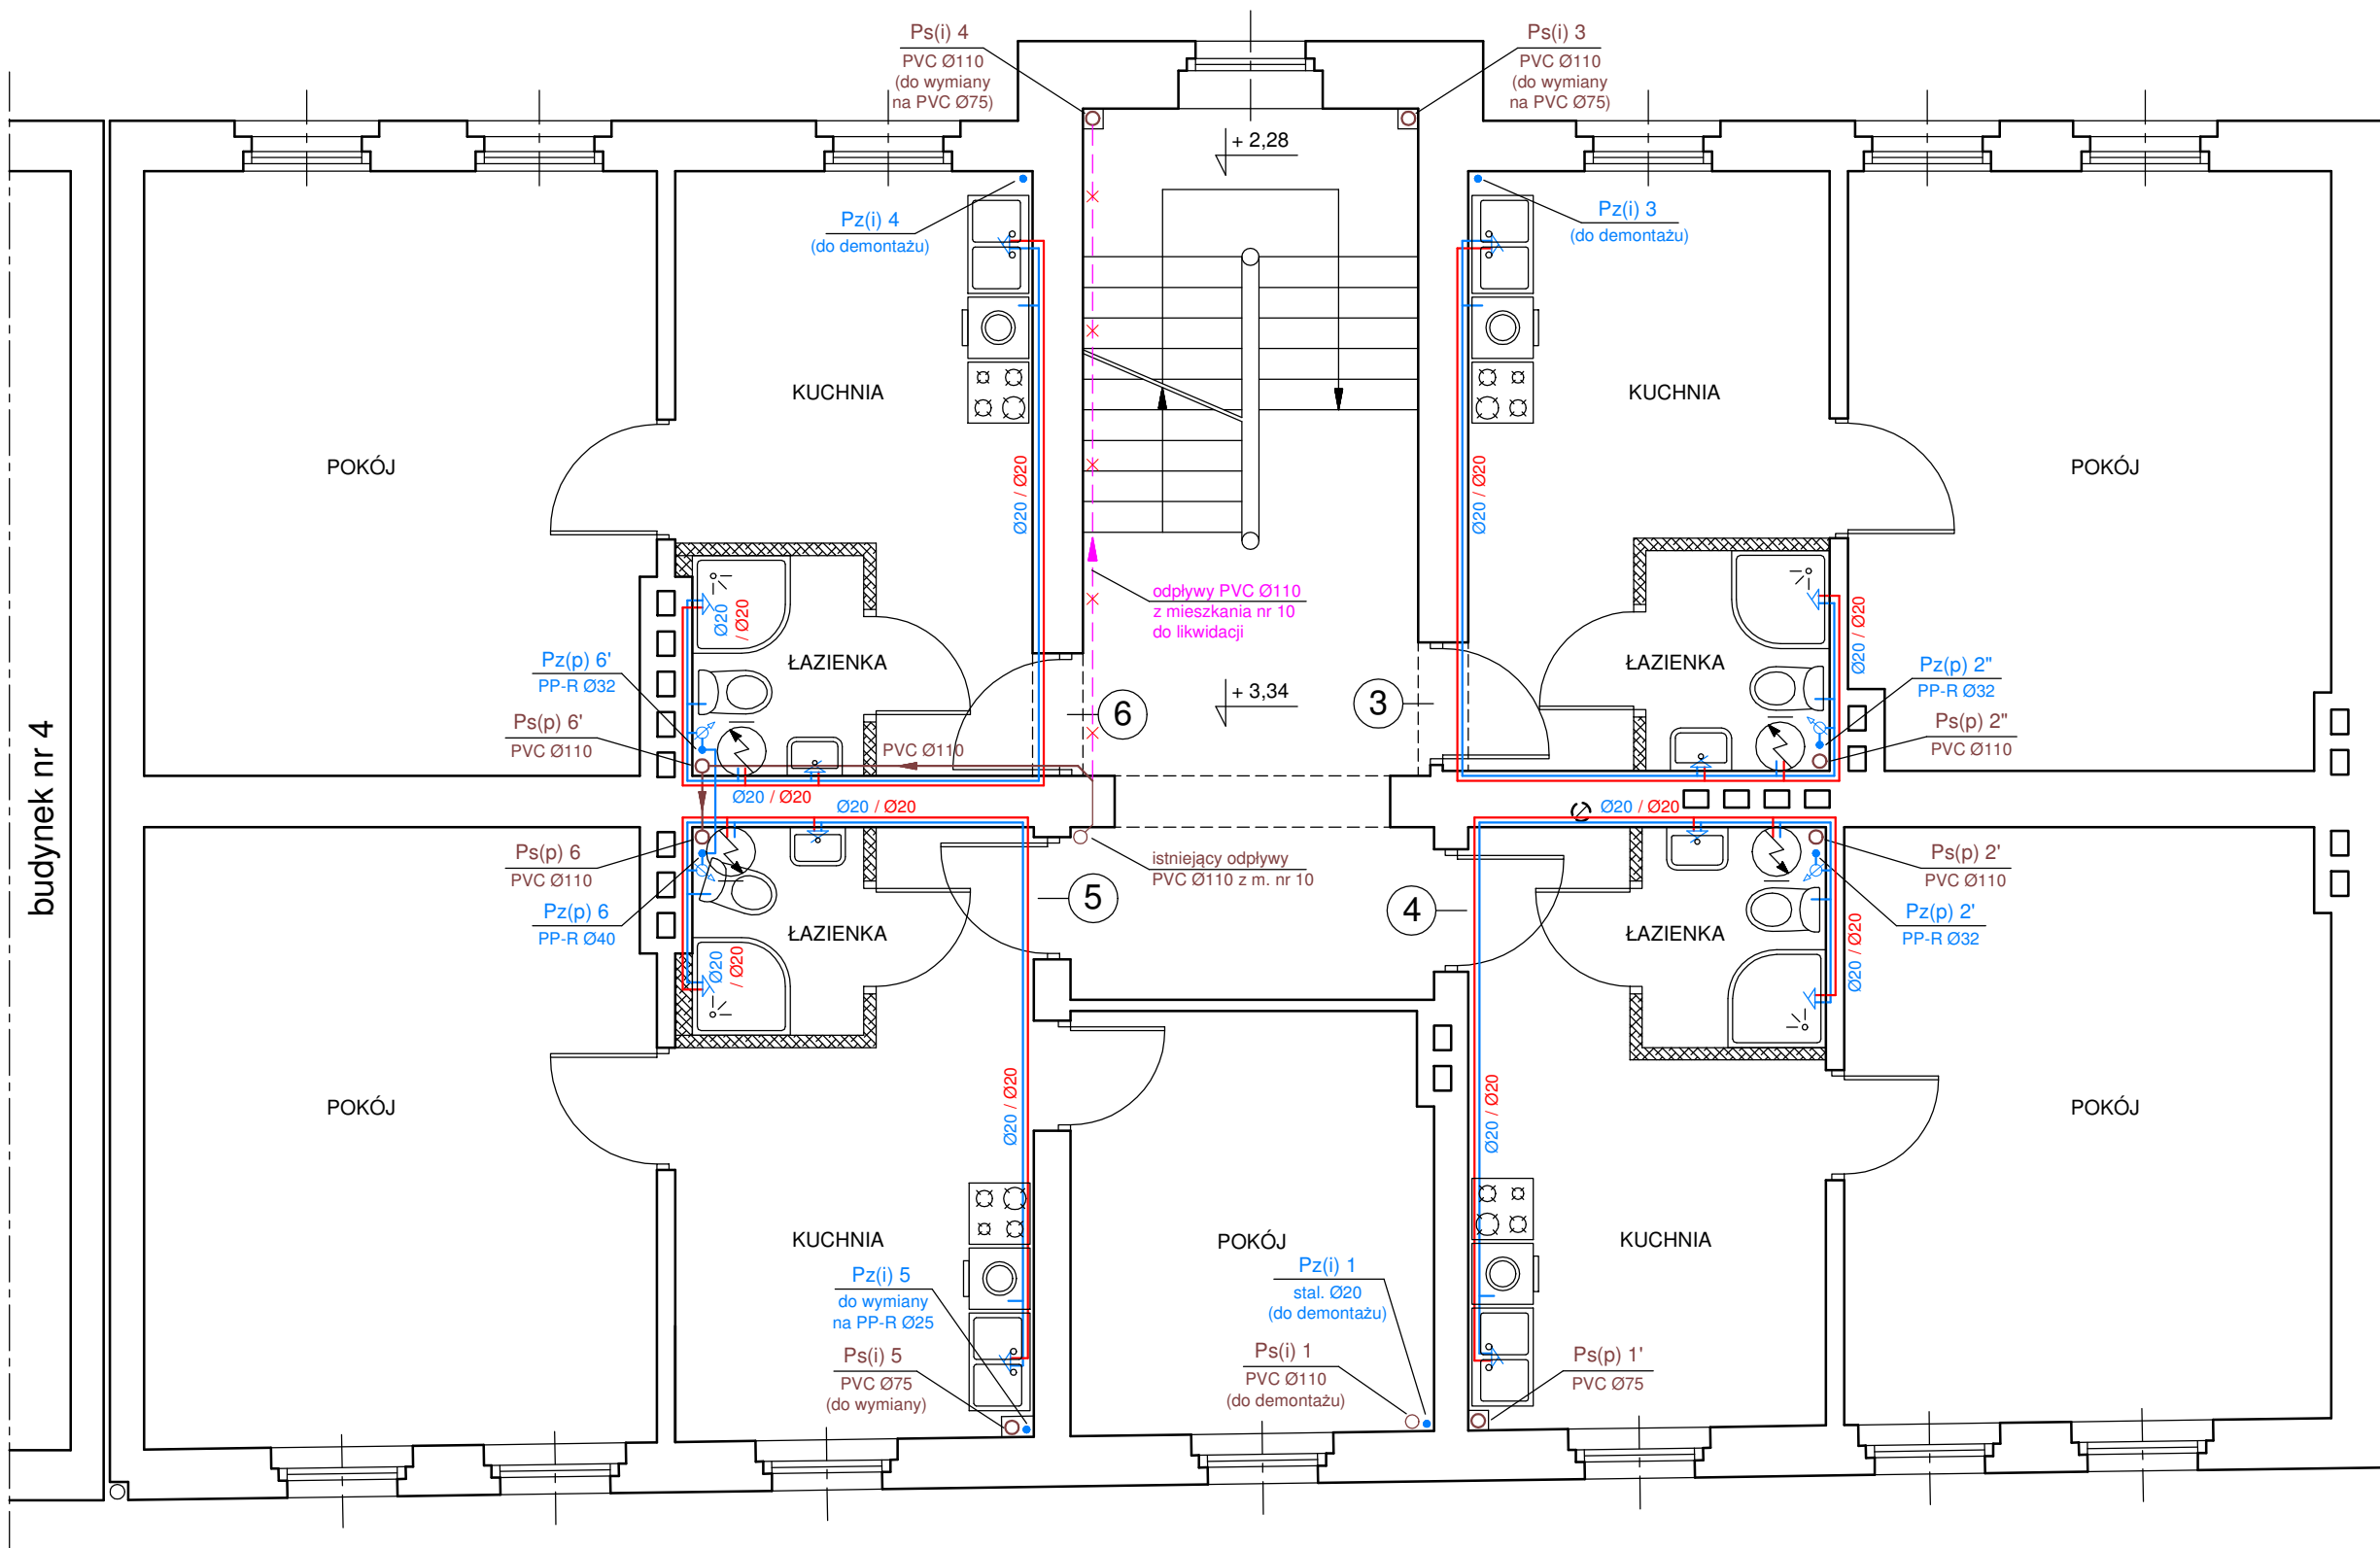 Ps(i) 4
PVC Ø110
(do wymiany
na PVC Ø75)
Ps(i) 3
PVC Ø110
(do wymiany
na PVC Ø75)
+ 2,28
Pz(i) 4
(do demontażu)
Pz(i) 3
(do demontażu)
KUCHNIA
KUCHNIA
POKÓJ
POKÓJ
Ø20 / Ø20
Ø20 / Ø20
odpływy PVC Ø110
z mieszkania nr 10
do likwidacji
Ø20
/ Ø20
Ø20 / Ø20
ŁAZIENKA
ŁAZIENKA
Pz(p) 6'
PP-R Ø32
Pz(p) 2"
PP-R Ø32
+ 3,34
6
3
Ps(p) 6'
PVC Ø110
PVC Ø110
Ps(p) 2"
PVC Ø110
Ø20 / Ø20
Ø20 / Ø20
Ø20 / Ø20
budynek nr 4
Ps(p) 6
PVC Ø110
istniejący odpływy
PVC Ø110 z m. nr 10
Ps(p) 2'
PVC Ø110
5
4
Pz(p) 6
PP-R Ø40
Pz(p) 2'
PP-R Ø32
ŁAZIENKA
ŁAZIENKA
Ø20
/ Ø20
Ø20 / Ø20
POKÓJ
POKÓJ
Ø20 / Ø20
Ø20 / Ø20
KUCHNIA
POKÓJ
KUCHNIA
Pz(i) 5
do wymiany
na PP-R Ø25
Pz(i) 1
stal. Ø20
(do demontażu)
Ps(i) 5
PVC Ø75
(do wymiany)
Ps(i) 1
PVC Ø110
(do demontażu)
Ps(p) 1'
PVC Ø75